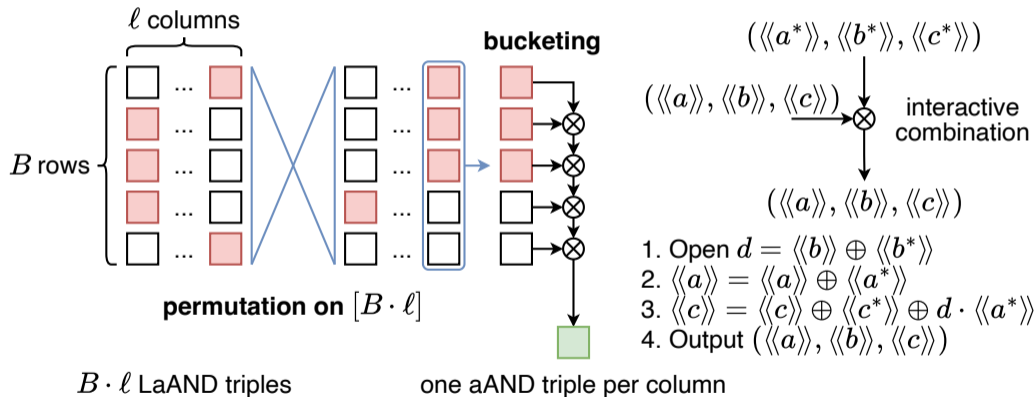 ℓ columns
B rows
...
...
...
...
...
...
...
...
...
...
permutation on [B · ℓ]
B · ℓ LaAND triples
bucketing
one aAND triple per column
(⟪a*⟫, ⟪b*⟫, ⟪c*⟫)
(⟪a⟫, ⟪b⟫, ⟪c⟫)
interactive
combination
(⟪a⟫, ⟪b⟫, ⟪c⟫)
1. Open d = ⟪b⟫ ⊕ ⟪b*⟫
2. ⟪a⟫ = ⟪a⟫ ⊕ ⟪a*⟫
3. ⟪c⟫ = ⟪c⟫ ⊕ ⟪c*⟫ ⊕ d · ⟪a*⟫
4. Output (⟪a⟫, ⟪b⟫, ⟪c⟫)